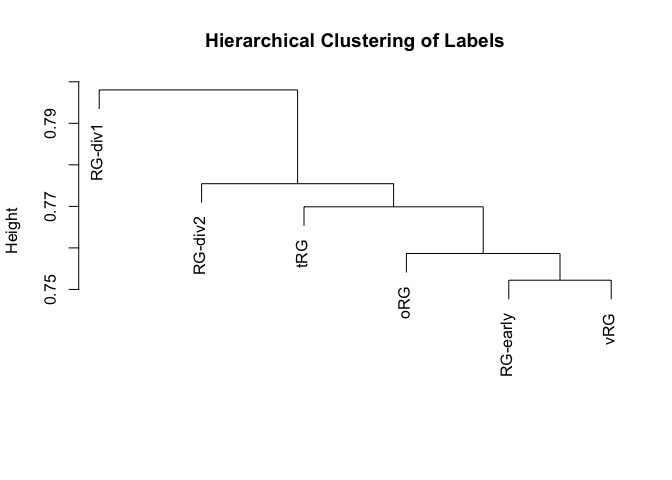 Hierarchical Clustering of Labels
Height
0.79
0.77
0.75
RG-div1
RG-div2
tRG
oRG
RG-early
vRG